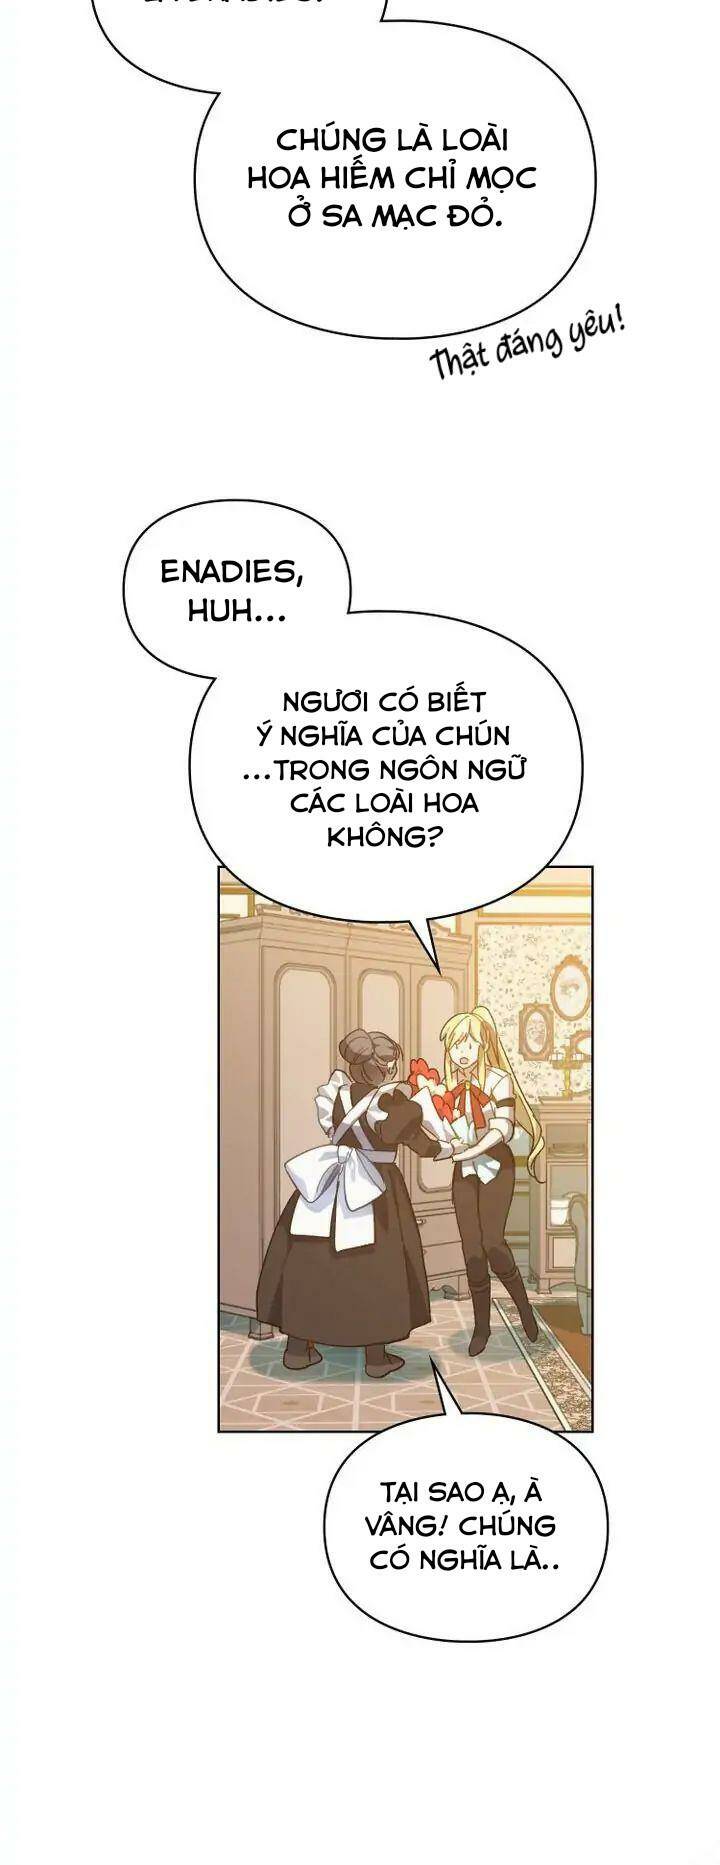 CHÚNG LÀ LOÀI
HOA HIẾM CHỈ MỌC
Ở SA MẠC ĐỎ.
Thật đáng yêu!
ENADIES,
HUH...
NGƯƠI CÓ BIẾT
Ý NGHĨA CỦA CHÚN
...TRONG NGÔN NGỮ
CÁC LOÀI HOA
KHÔNG?
TẠI SAO Ạ, À
VÂNG! CHÚNG
CÓ NGHĨA LÀ..